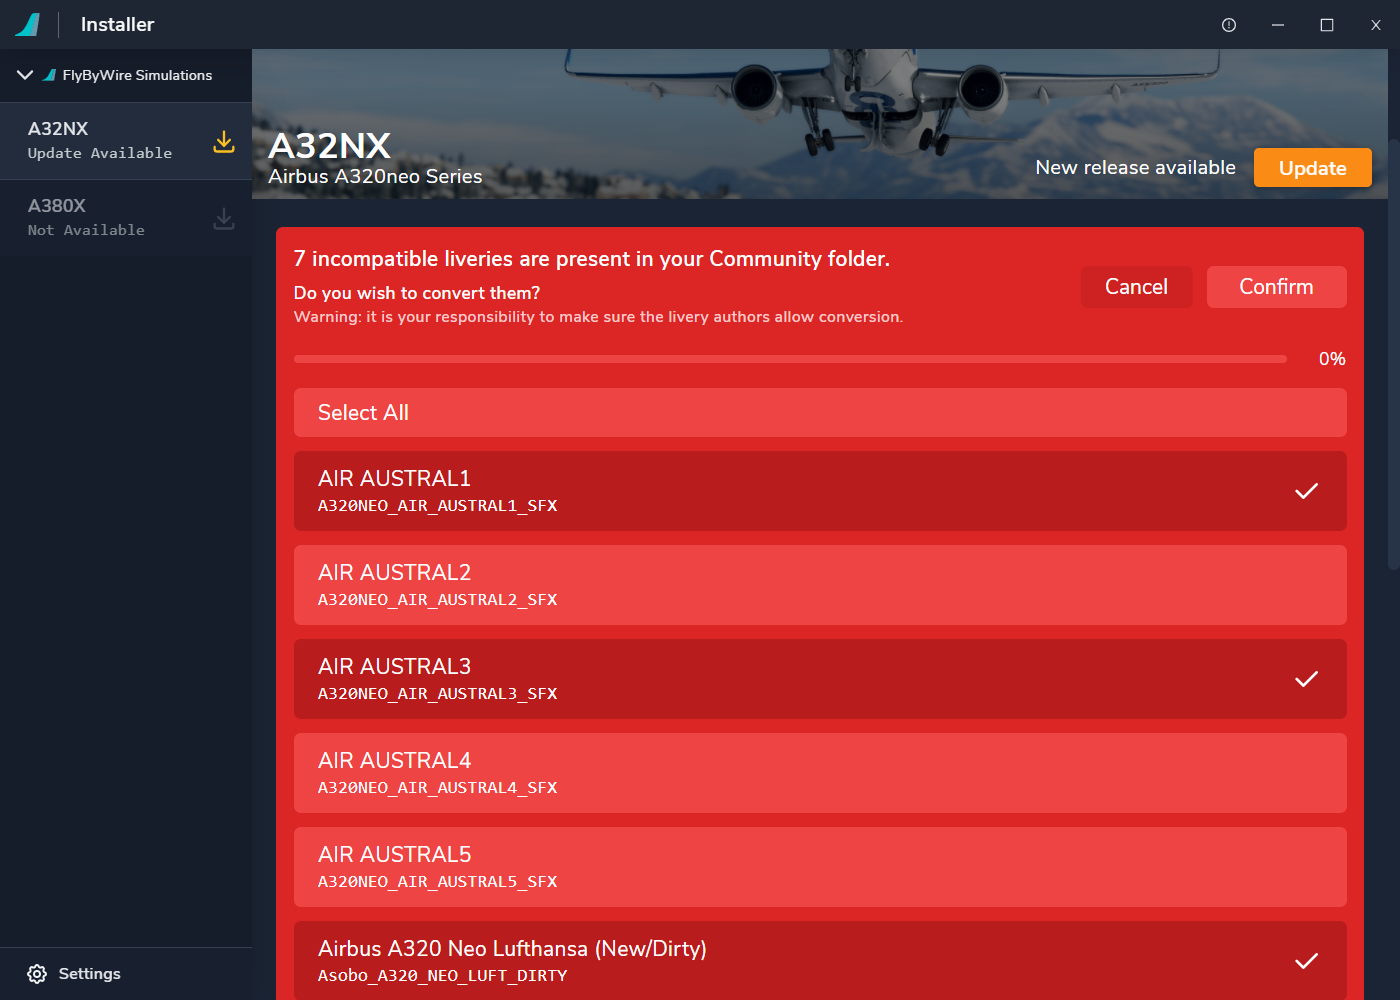 Installer
FlyByWire Simulations
A32NX
Update Available
A380X
Not Available
Settings
A32NX
Airbus A320neo Series
New release available
Update
7 incompatible liveries are present in your Community folder.
Do you wish to convert them?
Warning: it is your responsibility to make sure the livery authors allow conversion.
Cancel
Confirm
0%
Select All
AIR AUSTRAL1
A320NEO_AIR_AUSTRAL1_SFX
AIR AUSTRAL2
A320NEO_AIR_AUSTRAL2_SFX
AIR AUSTRAL3
A320NEO_AIR_AUSTRAL3_SFX
AIR AUSTRAL4
A320NEO_AIR_AUSTRAL4_SFX
AIR AUSTRAL5
A320NEO_AIR_AUSTRAL5_SFX
Airbus A320 Neo Lufthansa (New/Dirty)
Asobo_A320_NEO_LUFT_DIRTY